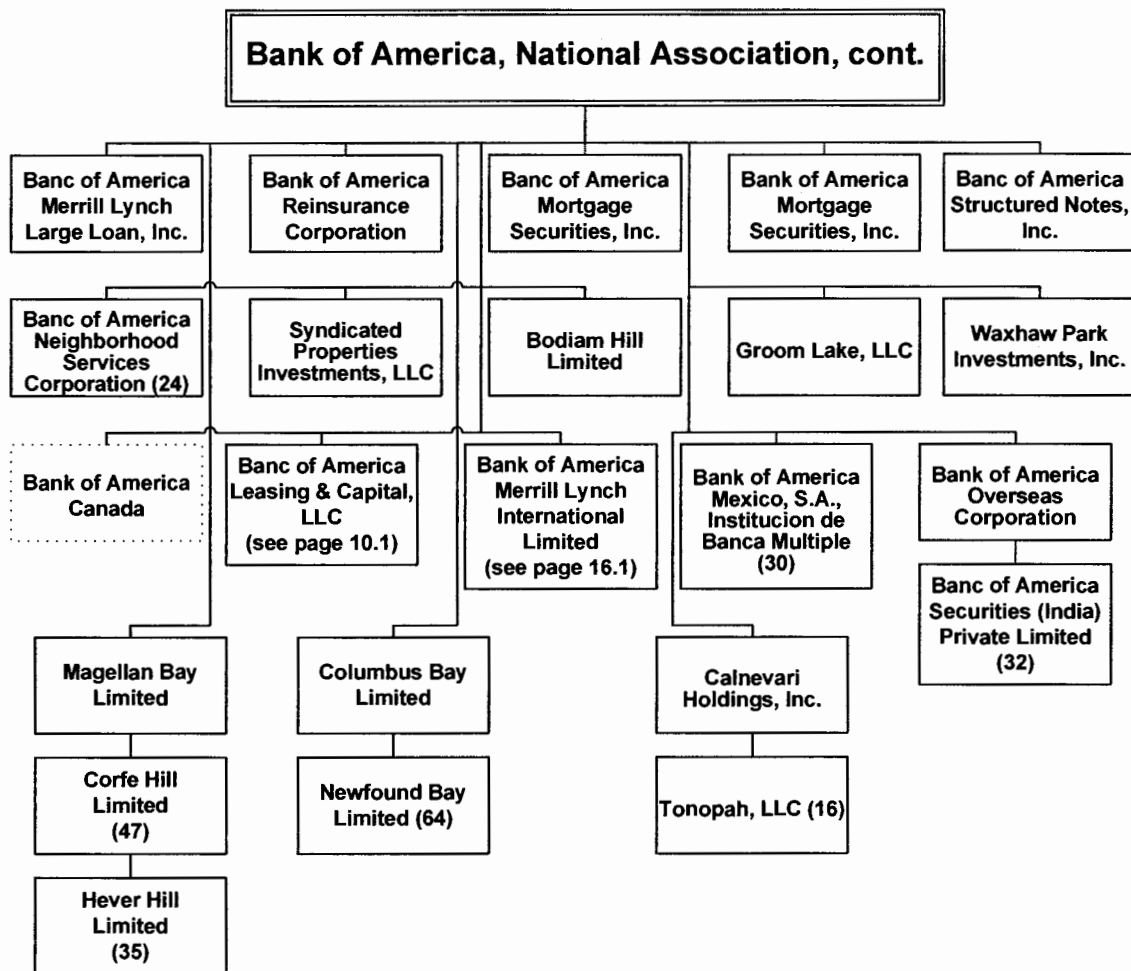 Bank of America, National Association, cont.
Banc of America
Merrill Lynch
Large Loan, Inc.
Bank of America
Reinsurance
Corporation
Banc of America
Mortgage
Securities, Inc.
Bank of America
Mortgage
Securities, Inc.
Banc of America
Structured Notes,
Inc.
Banc of America
Neighborhood
Services
Corporation (24)
Syndicated
Properties
Investments, LLC
Bodiam Hill
Limited
Groom Lake, LLC
Waxhaw Park
Investments, Inc.
Bank of America
Canada
Banc of America
Leasing & Capital,
LLC
(see page 10.1)
Bank of America
Merrill Lynch
International
Limited
(see page 16.1)
Bank of America
Mexico, S.A.,
Institucion de
Banca Multiple
(30)
Bank of America
Overseas
Corporation
Banc of America
Securities (India)
Private Limited
(32)
Magellan Bay
Limited
Columbus Bay
Limited
Calnevari
Holdings, Inc.
Corfe Hill
Limited
(47)
Newfound Bay
Limited (64)
Tonopah, LLC (16)
Hever Hill
Limited
(35)